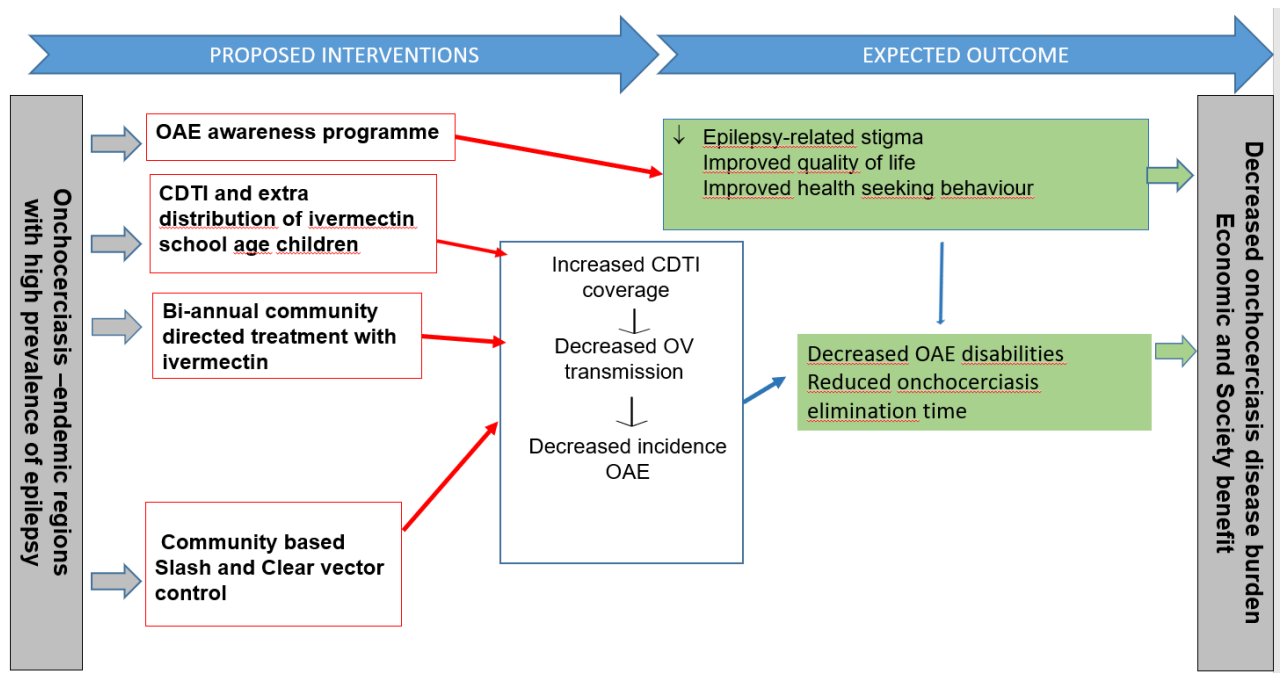 PROPOSED INTERVENTIONS
EXPECTED OUTCOME
Onchocerciasis –endemic regions
with high prevalence of epilepsy
OAE awareness programme
CDTI and extra
distribution of ivermectin
school age children
Bi-annual community
directed treatment with
ivermectin
Community based
Slash and Clear vector
control
Increased CDTI
coverage
Decreased OV
transmission
Decreased incidence
OAE
↓ Epilepsy-related stigma
Improved quality of life
Improved health seeking behaviour
Decreased OAE disabilities
Reduced onchocerciasis
elimination time
Decreased onchocerciasis disease burden
Economic and Society benefit